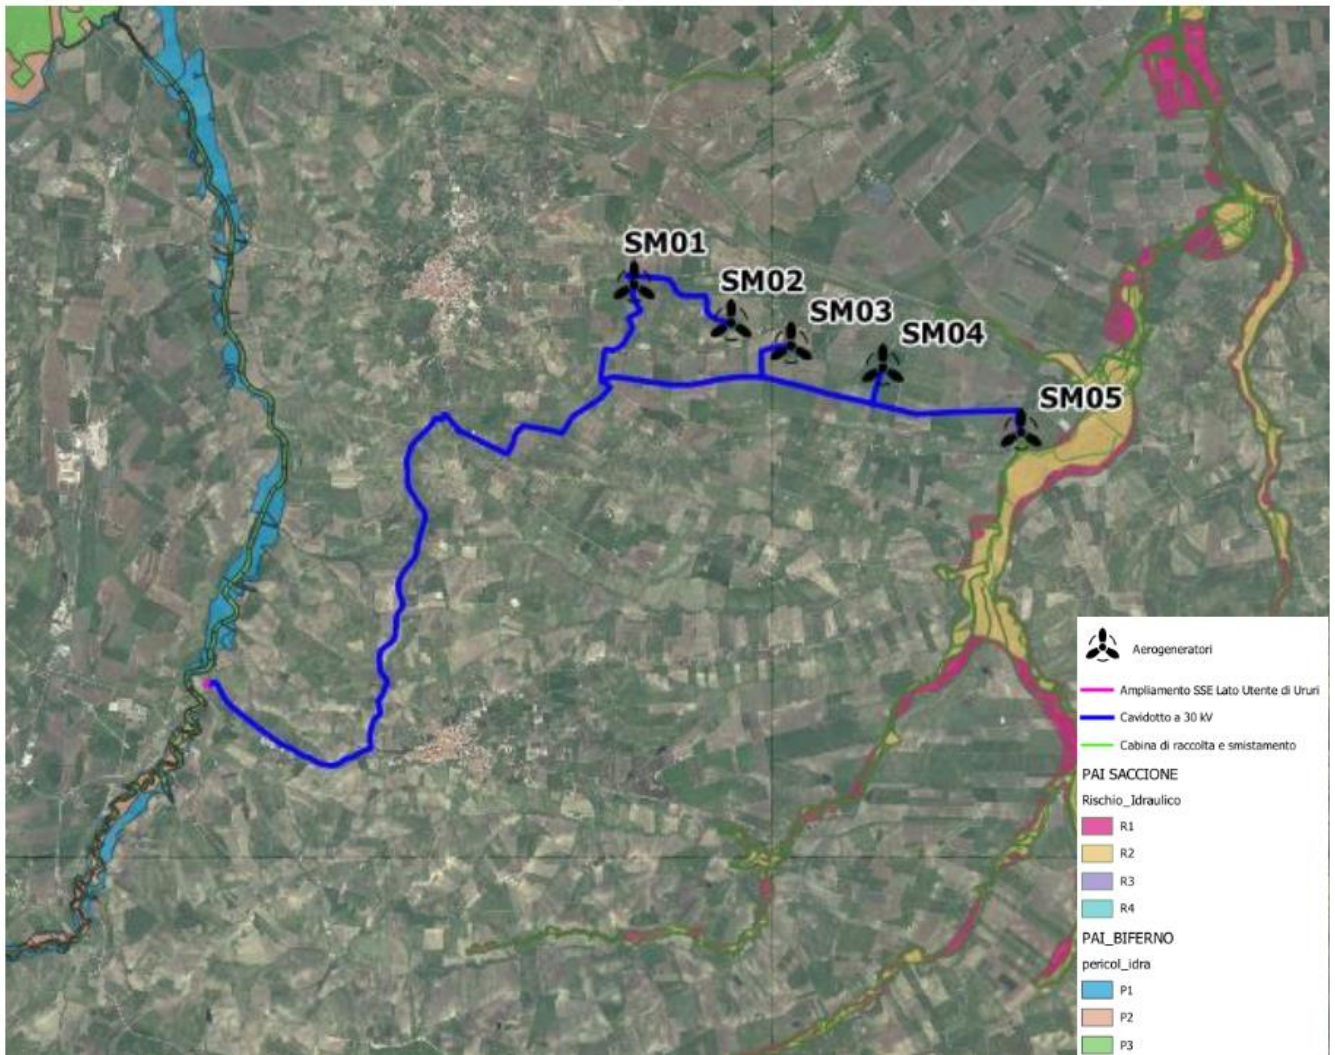 SM01
SM02
SM03
SM04
SM05
Aerogeneratori
Ampliamento SSE Lato Utente di Ururi
Cavidotto a 30 kV
Cabina di raccolta e smistamento
PAI SACCIONE
Rischio_Idraulico
R1
R2
R3
R4
PAI_BIFERNO
pericol_idra
P1
P2
P3